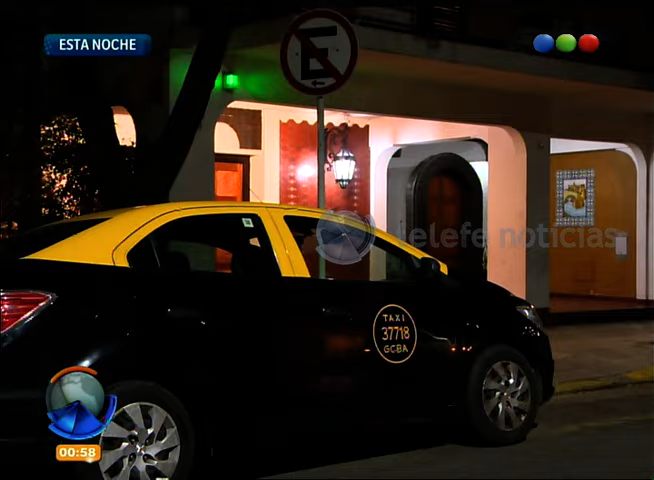 ESTA NOCHE
E
telefe noticias
TAXI
37718
GCBA
00:58